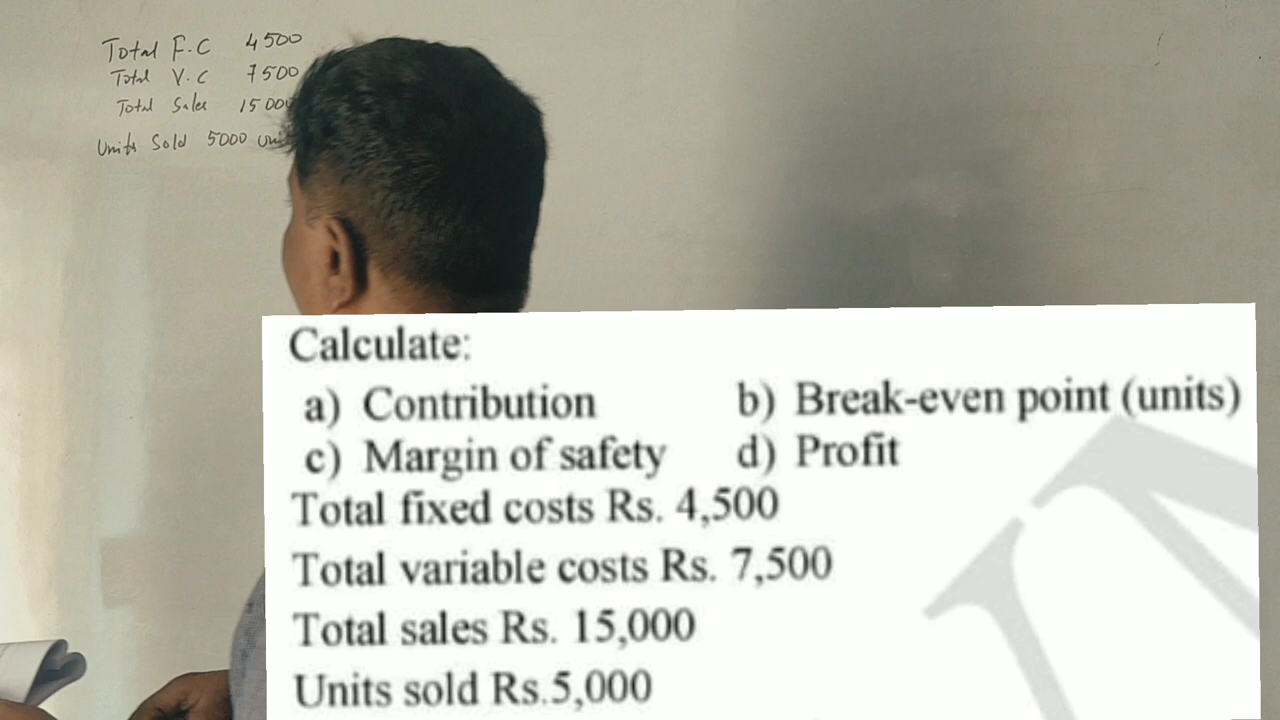 Total F.C 4500
Total V.C 7500
Total Sales 15000
Units Sold 5000
Calculate:
a) Contribution b) Break-even point (units)
c) Margin of safety d) Profit
Total fixed costs Rs. 4,500
Total variable costs Rs. 7,500
Total sales Rs. 15,000
Units sold Rs.5,000